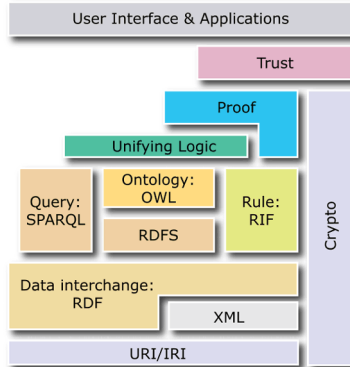 User Interface & Applications
Trust
Proof
Unifying Logic
Query:
SPARQL
Ontology:
OWL
RDFS
Rule:
RIF
Crypto
Data interchange:
RDF
XML
URI/IRI